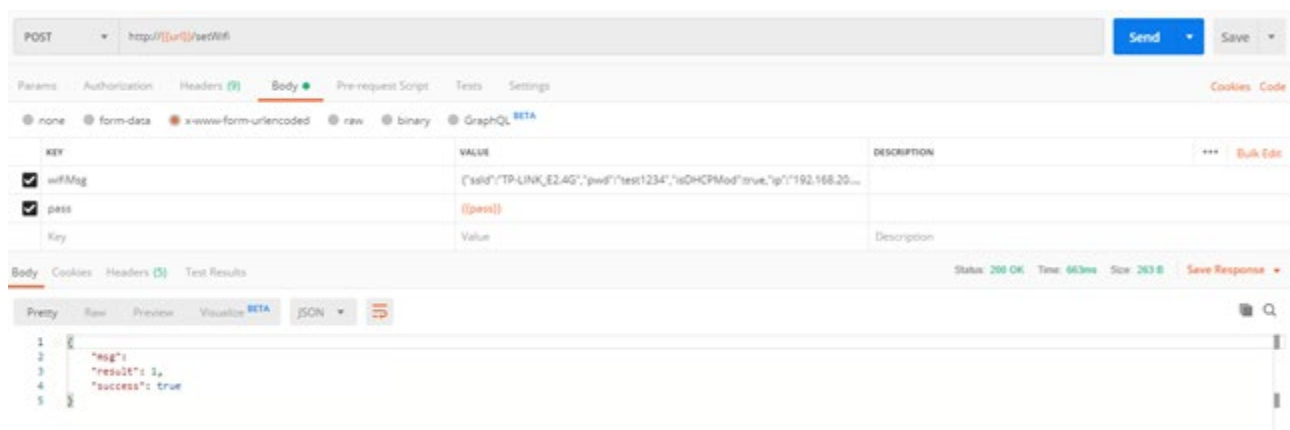 POST http://{{url}}/setWifi Send Save
Params Authorization Headers (9) Body Pre-request Script Tests Settings Cookies Code
none form-data x-www-form-urlencoded raw binary GraphQL BETA
KEY VALUE DESCRIPTION ••• Bulk Edit
wifiMsg {"ssId":"TP-LINK_E2.4G","pwd":"test1234","isDHCPMod":true,"ip":"192.168.20....
pass {{pass}}
Key Value Description
Body Cookies Headers (5) Test Results Status: 200 OK Time: 663ms Size: 263 B Save Response
Pretty Raw Preview Visualize BETA JSON
1 {
2 "msg":
3 "result": 1,
4 "success": true
5 }